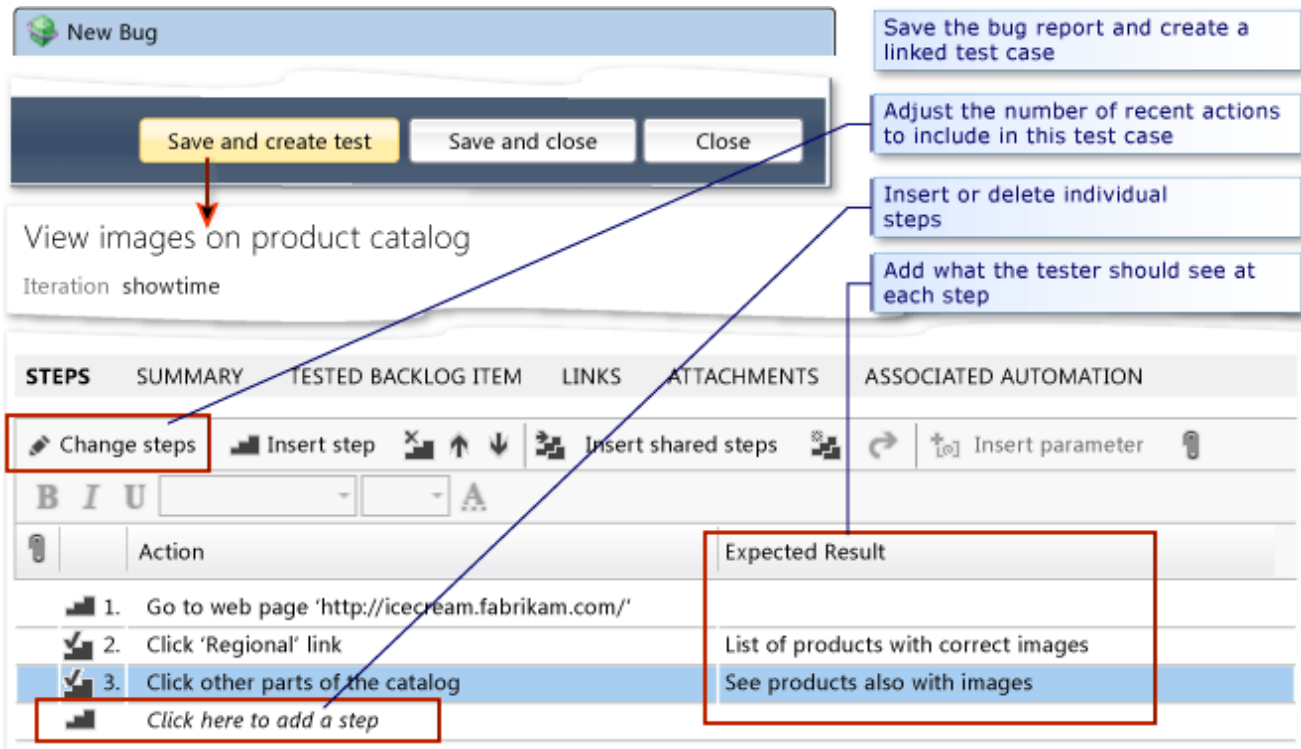 New Bug
Save the bug report and create a
linked test case
Adjust the number of recent actions
to include in this test case
Save and create test
Save and close
Close
Insert or delete individual
steps
View images on product catalog
Iteration showtime
Add what the tester should see at
each step
STEPS SUMMARY TESTED BACKLOG ITEM LINKS ATTACHMENTS ASSOCIATED AUTOMATION
Change steps Insert step Insert shared steps Insert parameter
B I U A
Action Expected Result
1. Go to web page 'http://icecream.fabrikam.com/'
2. Click 'Regional' link List of products with correct images
3. Click other parts of the catalog See products also with images
Click here to add a step